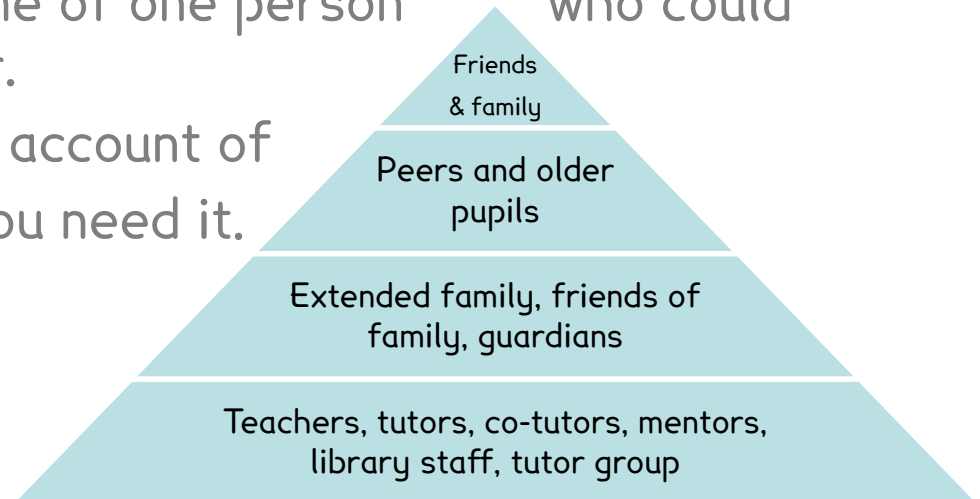 of one person who could
account of
you need it.
Friends
& family
Peers and older
pupils
Extended family, friends of
family, guardians
Teachers, tutors, co-tutors, mentors,
library staff, tutor group